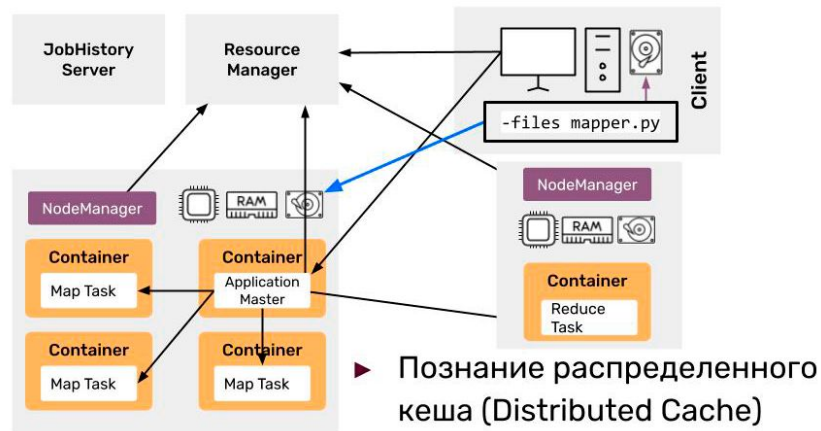 JobHistory
Server
Resource
Manager
Client
-files mapper.py
NodeManager
RAM
NodeManager
RAM
Container
Map Task
Container
Application
Master
Container
Reduce
Task
Container
Map Task
Container
Map Task
► Познание распределенного
кеша (Distributed Cache)